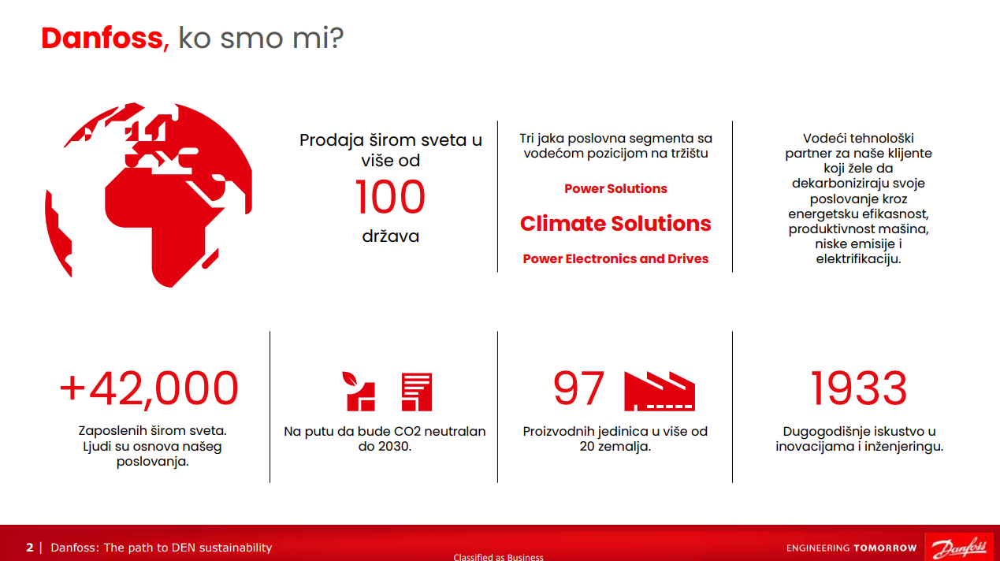 Danfoss, ko smo mi?
Prodaja širom sveta u
više od
100
država
Tri jaka poslovna segmenta sa
vodećom pozicijom na tržištu
Power Solutions
Climate Solutions
Power Electronics and Drives
Vodeći tehnološki
partner za naše klijente
koji žele da
dekarboniziraju svoje
poslovanje kroz
energetsku efikasnost,
produktivnost mašina,
niske emisije i
elektrifikaciju.
+42,000
Zaposlenih širom sveta.
Ljudi su osnova našeg
poslovanja.
Na putu da bude CO2 neutralan
do 2030.
97
Proizvodnih jedinica u više od
20 zemalja.
1933
Dugogodišnje iskustvo u
inovacijama i inženjeringu.
2 | Danfoss: The path to DEN sustainability
Classified as Business
ENGINEERING TOMORROW
Danfoss